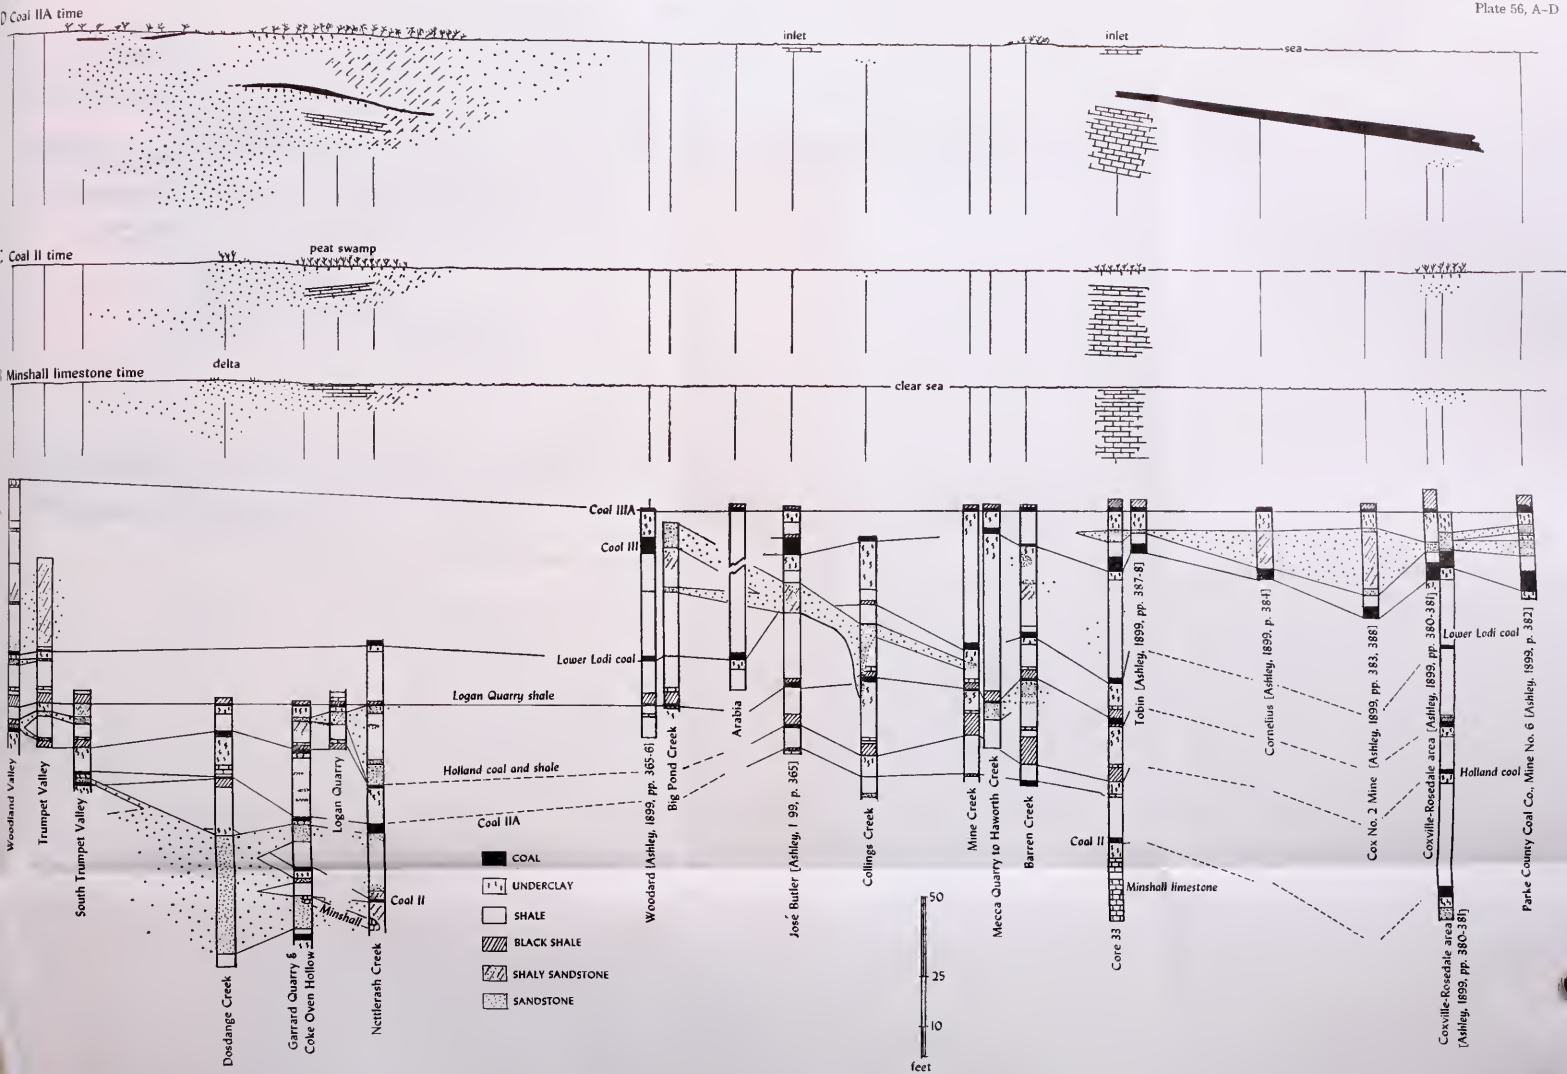 Plate 56, A-D
D Coal IIA time
inlet
inlet
sea
C Coal II time
peat swamp
delta
Minshall limestone time
clear sea
Coal IIIA
Coal III
Lower Lodi coal
Logan Quarry shale
Holland coal and shale
Coal IIA
Coal II
Minshall
Coal II
Minshall limestone
Lower Lodi coal
Holland coal
Woodland Valley
Trumpet Valley
South Trumpet Valley
Dosdange Creek
Garrard Quarry &
Coke Oven Hollow
Logan Quarry
Nettlerash Creek
Woodard [Ashley, 1899, pp. 365-6]
Big Pond Creek
Arabia
José Butler [Ashley, 1 99, p. 365]
Collings Creek
Mine Creek
Mecca Quarry to Haworth Creek
Barren Creek
Core 33
Tobin [Ashley, 1899, pp. 387-8]
Cornelius [Ashley, 1899, p. 384]
Cox No. 2 Mine [Ashley, 1899, pp. 383, 388]
Coxville-Rosedale area [Ashley, 1899, pp. 380-381]
Coxville-Rosedale area
[Ashley, 1899, pp. 380-381]
Parke County Coal Co., Mine No. 6 [Ashley, 1899, p. 382]
COAL
UNDERCLAY
SHALE
BLACK SHALE
SHALY SANDSTONE
SANDSTONE
50
25
10
feet